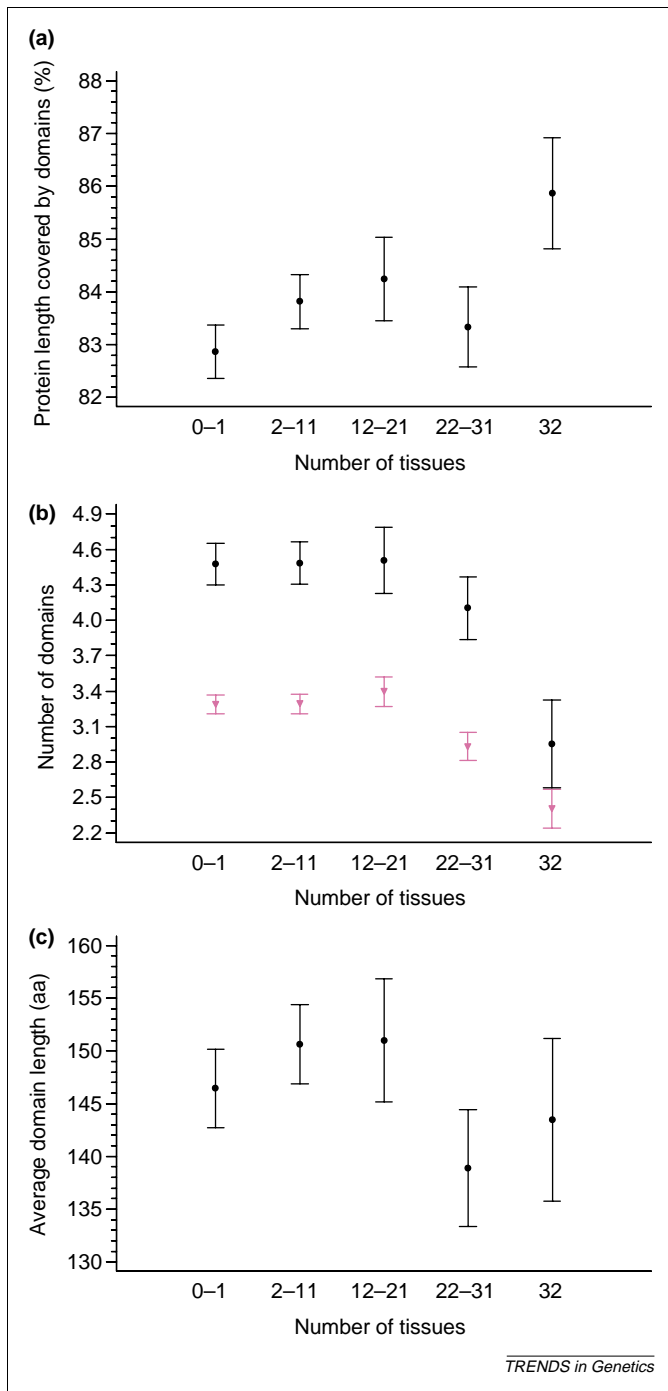 (a)
Protein length covered by domains (%)
88
87
86
85
84
83
82
0–1 2–11 12–21 22–31 32
Number of tissues
(b)
Number of domains
4.9
4.6
4.3
4.0
3.7
3.4
3.1
2.8
2.5
2.2
0–1 2–11 12–21 22–31 32
Number of tissues
(c)
Average domain length (aa)
160
155
150
145
140
135
130
0–1 2–11 12–21 22–31 32
Number of tissues
TRENDS in Genetics